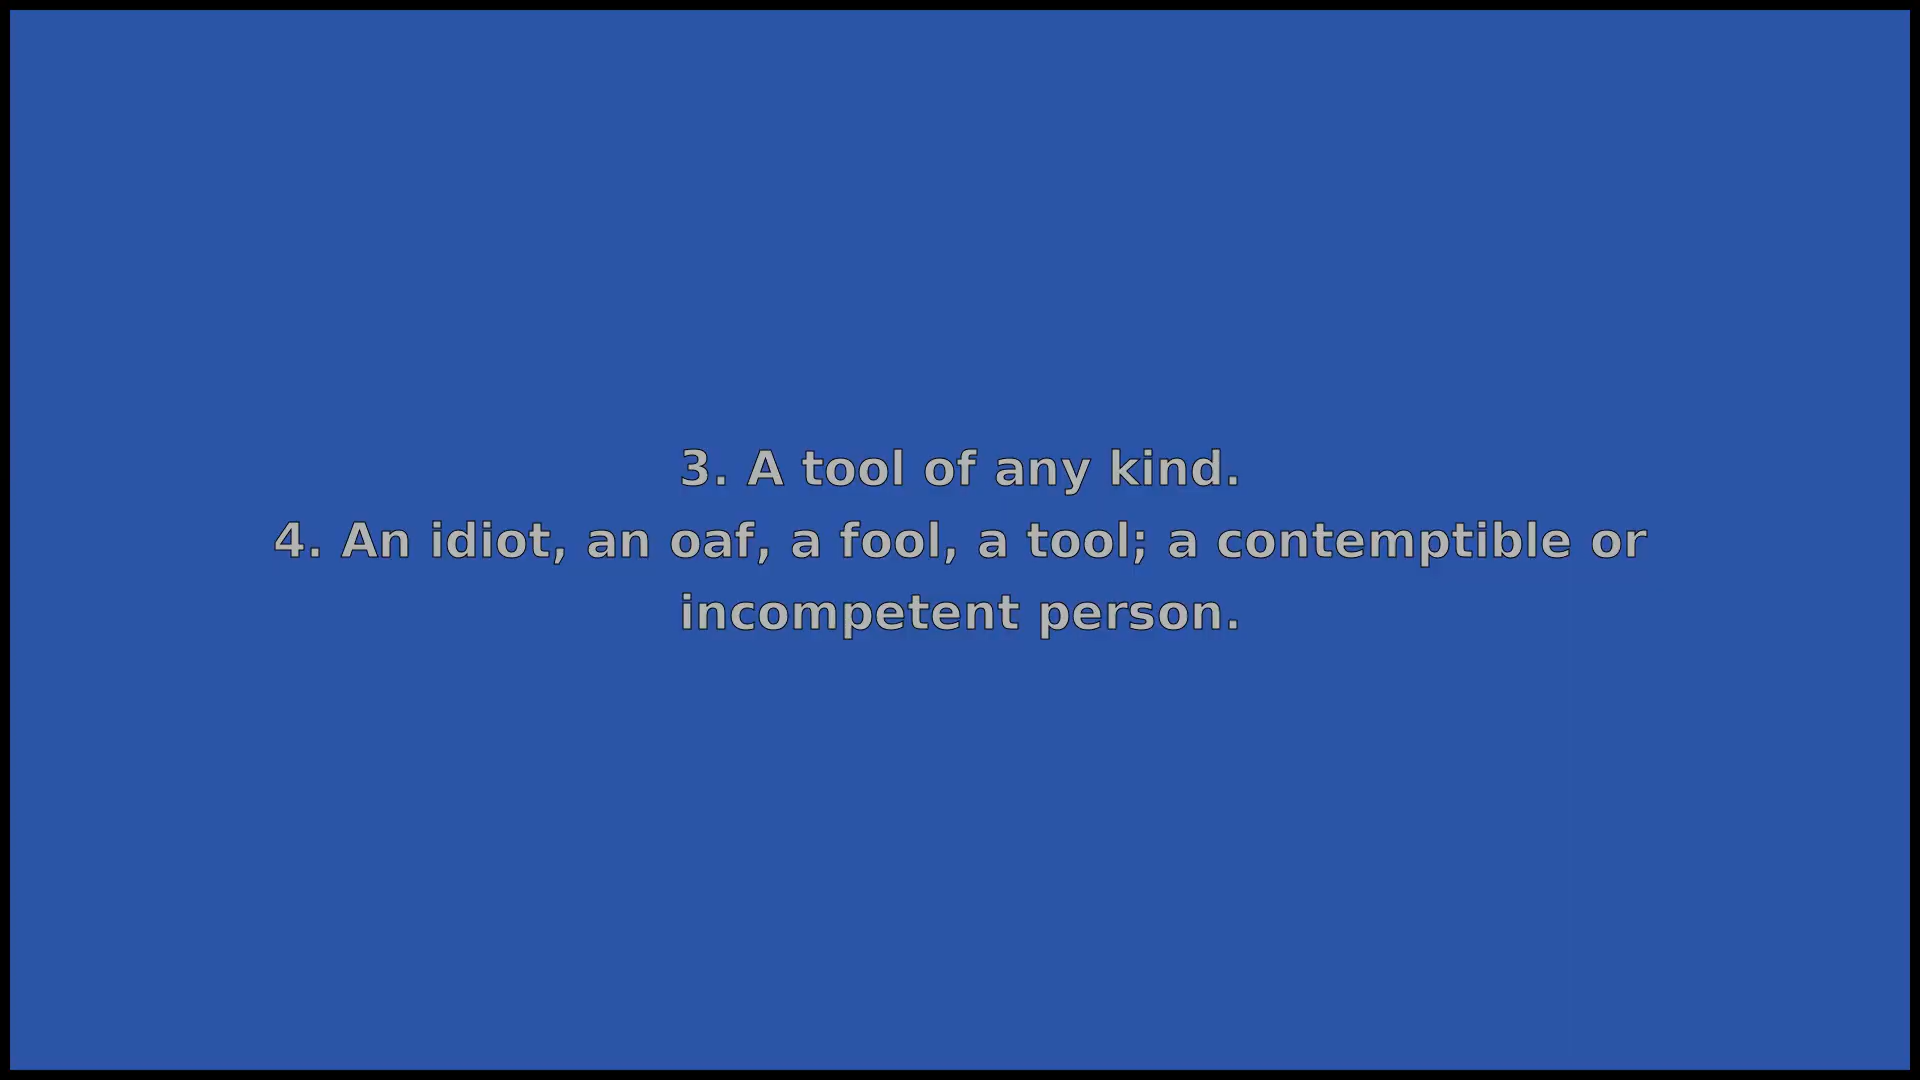 3. A tool of any kind.
4. An idiot, an oaf, a fool, a tool; a contemptible or
incompetent person.